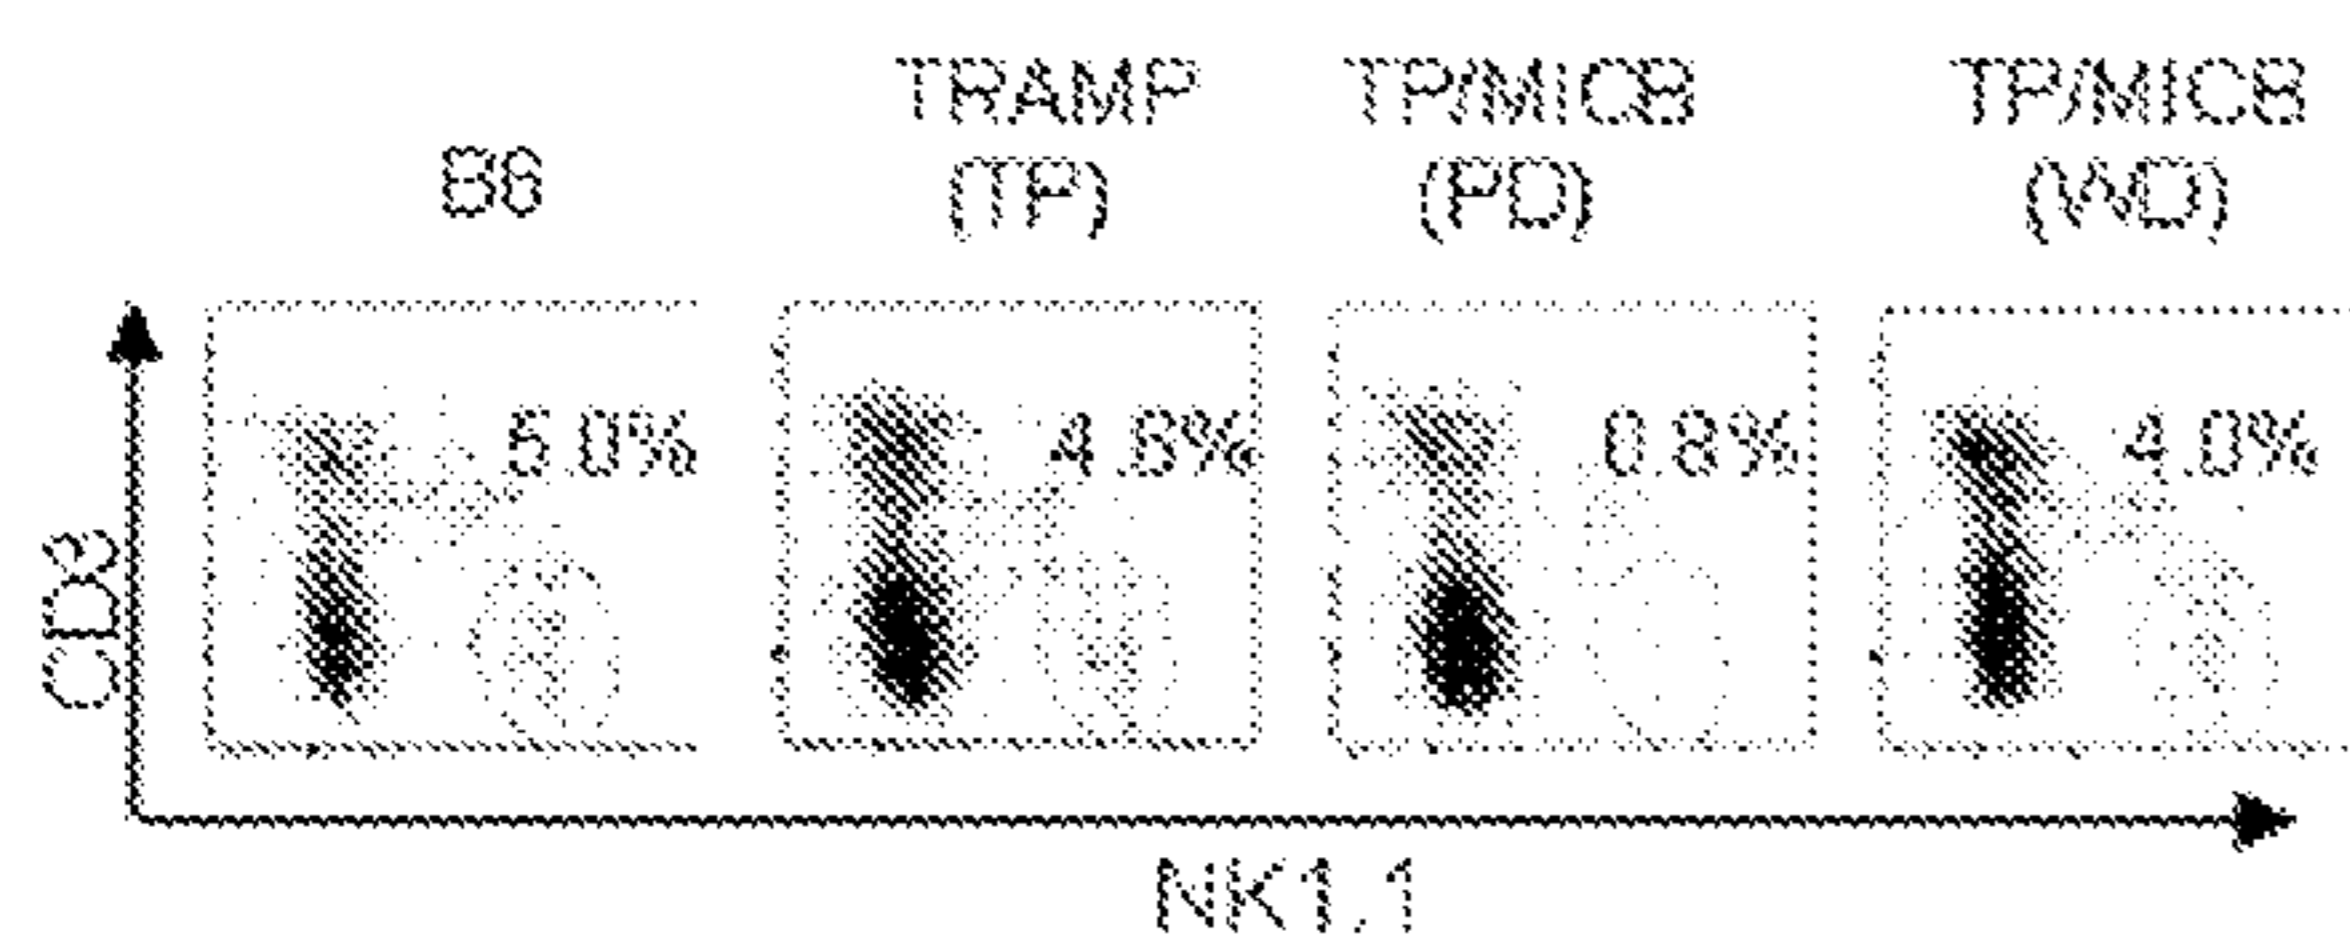 B6
TRAMP
(TP)
TP/MICB
(PD)
TP/MICB
(WD)
CD3
5.0%
4.6%
0.8%
4.0%
NK1.1